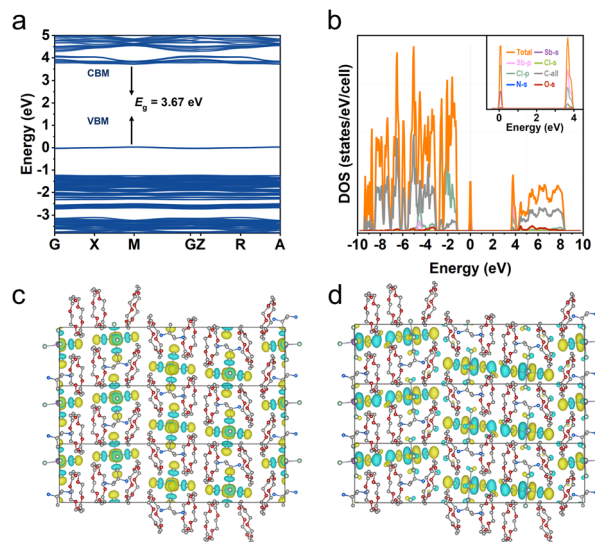 a
5
4
3
2
1
0
-1
-2
-3
Energy (eV)
CBM
Eg = 3.67 eV
VBM
G X M GZ R A
b
DOS (states/eV/cell)
Total
Sb-s
Sb-p
Cl-s
Cl-p
C-all
N-s
O-s
0 2 4
Energy (eV)
-10 -8 -6 -4 -2 0 2 4 6 8 10
Energy (eV)
c
d